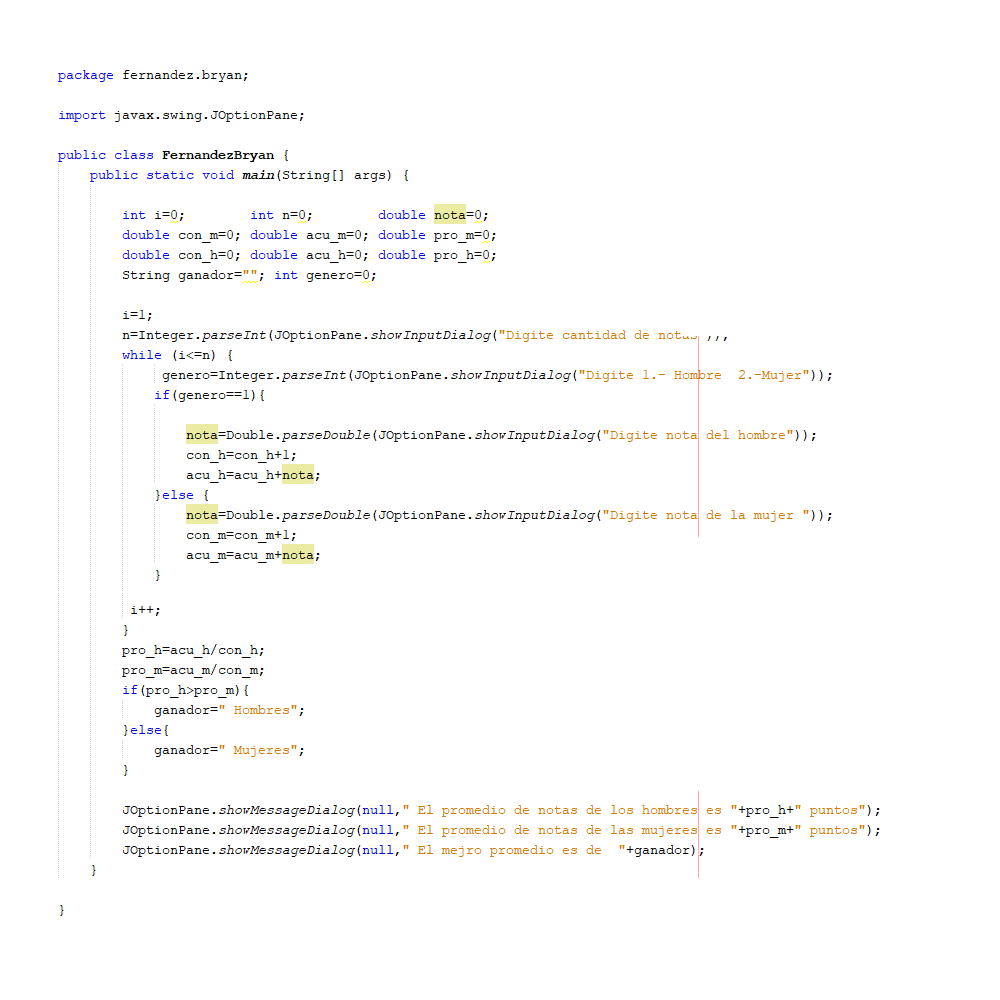 package fernandez.bryan;
import javax.swing.JOptionPane;
public class FernandezBryan {
public static void main(String[] args) {
int i=0; int n=0; double nota=0;
double con_m=0; double acu_m=0; double pro_m=0;
double con_h=0; double acu_h=0; double pro_h=0;
String ganador=""; int genero=0;
i=1;
n=Integer.parseInt(JOptionPane.showInputDialog("Digite cantidad de notas"));
while (i<=n) {
genero=Integer.parseInt(JOptionPane.showInputDialog("Digite 1.- Hombre  2.-Mujer"));
if(genero==1){
nota=Double.parseDouble(JOptionPane.showInputDialog("Digite nota del hombre"));
con_h=con_h+1;
acu_h=acu_h+nota;
}else {
nota=Double.parseDouble(JOptionPane.showInputDialog("Digite nota de la mujer "));
con_m=con_m+1;
acu_m=acu_m+nota;
}
i++;
}
pro_h=acu_h/con_h;
pro_m=acu_m/con_m;
if(pro_h>pro_m){
ganador=" Hombres";
}else{
ganador=" Mujeres";
}
JOptionPane.showMessageDialog(null," El promedio de notas de los hombres es "+pro_h+" puntos");
JOptionPane.showMessageDialog(null," El promedio de notas de las mujeres es "+pro_m+" puntos");
JOptionPane.showMessageDialog(null," El mejro promedio es de  "+ganador);
}
}